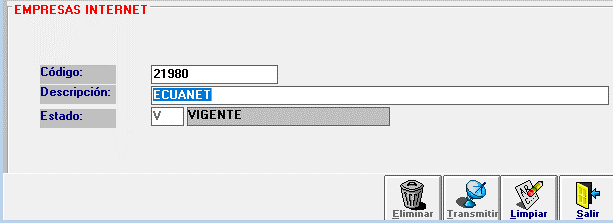 EMPRESAS INTERNET
Código: 21980
Descripción: ECUANET
Estado: V VIGENTE
Eliminar Transmitir Limpiar Salir